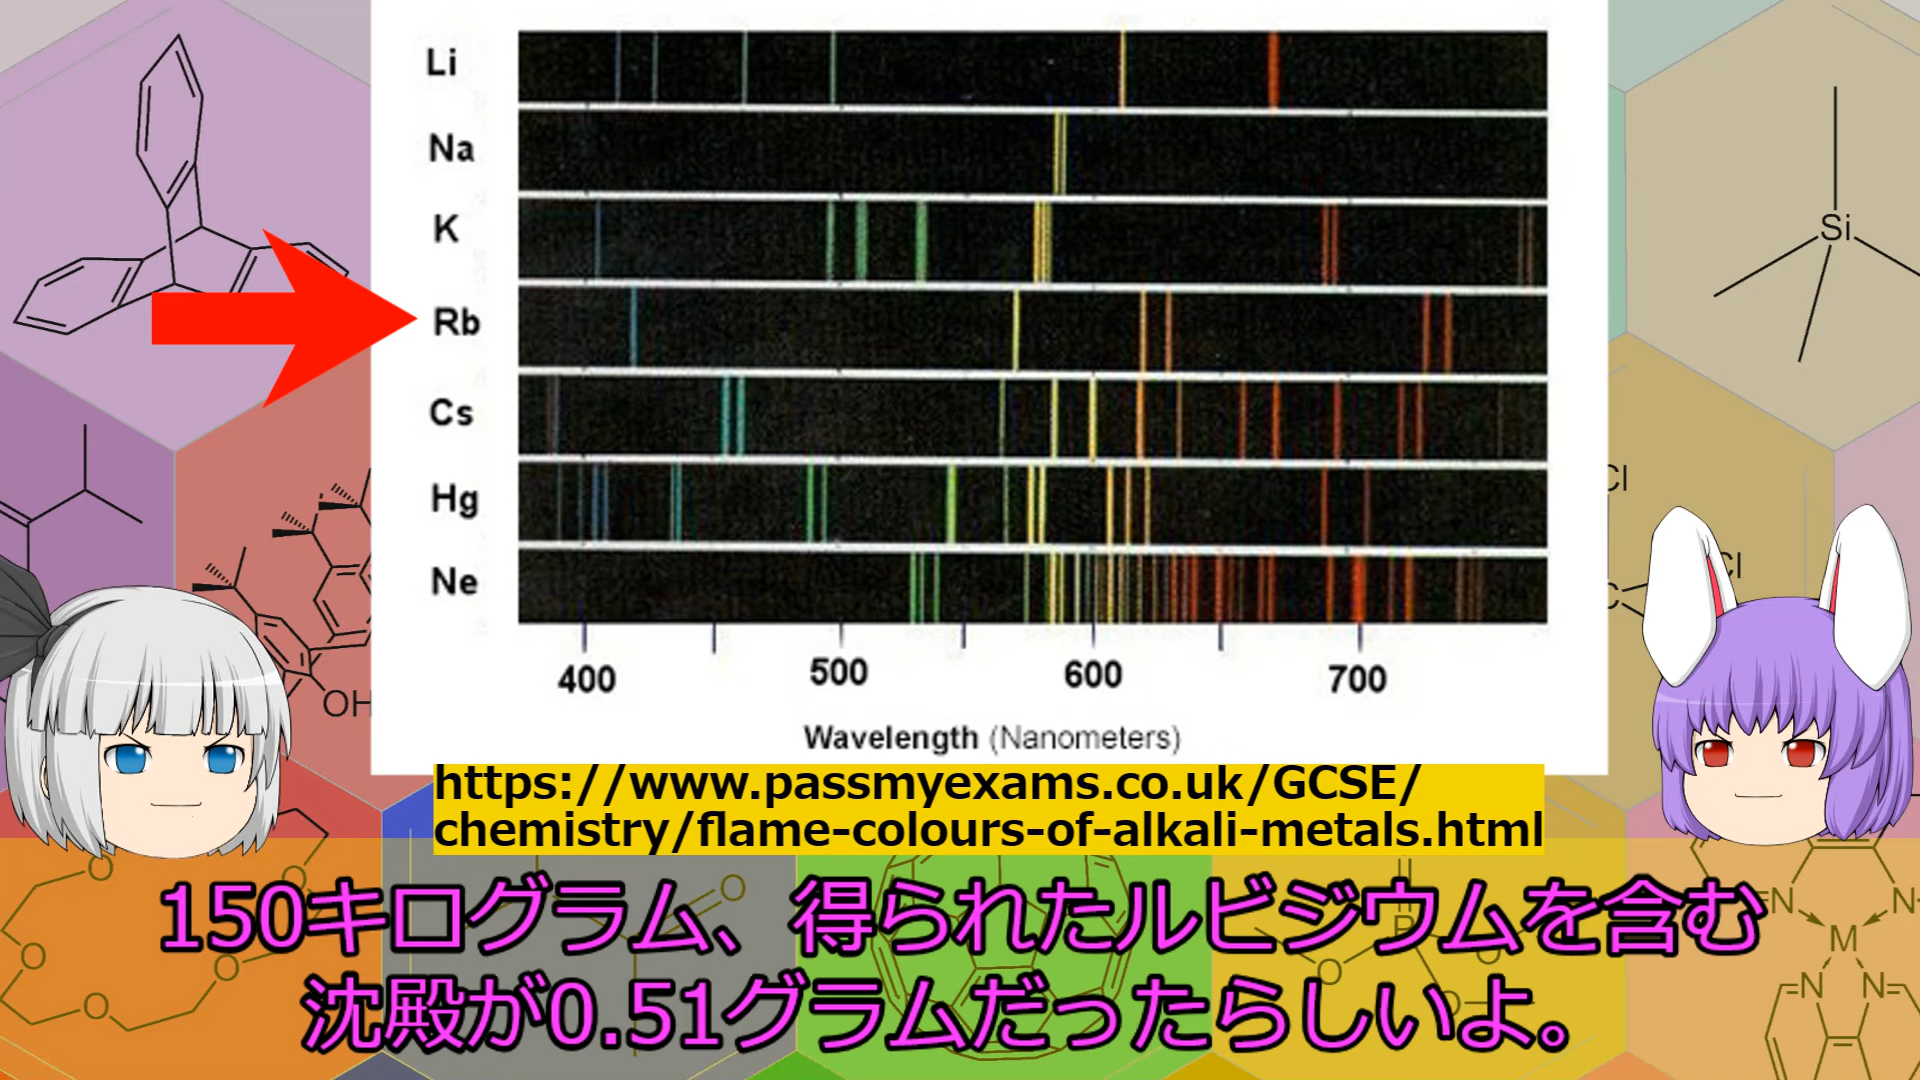 Li
Na
K
Rb
Cs
Hg
Ne
400 500 600 700
Wavelength (Nanometers)
https://www.passmyexams.co.uk/GCSE/
chemistry/flame-colours-of-alkali-metals.html
150キログラム、得られたルビジウムを含む
沈殿が0.51グラムだったらしいよ。
Si
Cl
Cl
C
OH
O
O
O
O
O
O
P
O
O
O
N
N
M
N
N